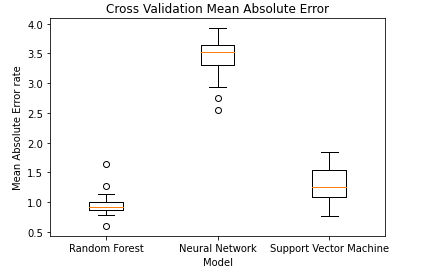 Cross Validation Mean Absolute Error
Mean Absolute Error rate
4.0
3.5
3.0
2.5
2.0
1.5
1.0
0.5
Random Forest
Neural Network
Support Vector Machine
Model